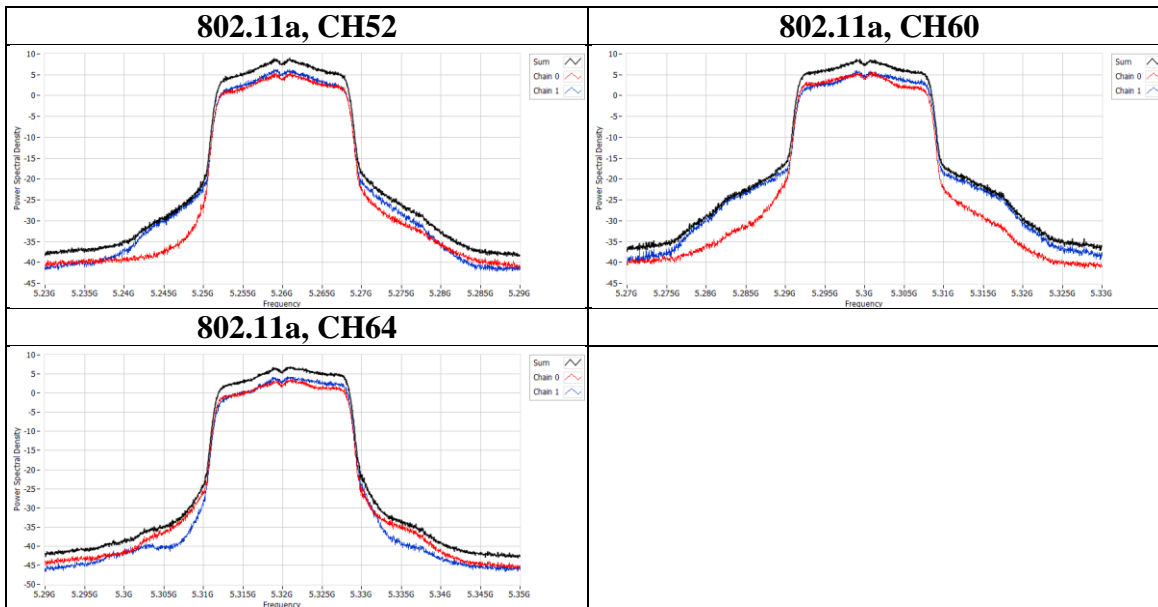 802.11a, CH52
802.11a, CH60
10
5
0
-5
-10
-15
-20
-25
-30
-35
-40
-45
Power Spectral Density
5.23G 5.235G 5.24G 5.245G 5.25G 5.255G 5.26G 5.265G 5.27G 5.275G 5.28G 5.285G 5.29G
Frequency
Sum
Chain 0
Chain 1
10
5
0
-5
-10
-15
-20
-25
-30
-35
-40
-45
Power Spectral Density
5.27G 5.275G 5.28G 5.285G 5.29G 5.295G 5.3G 5.305G 5.31G 5.315G 5.32G 5.325G 5.33G
Frequency
Sum
Chain 0
Chain 1
802.11a, CH64
10
5
0
-5
-10
-15
-20
-25
-30
-35
-40
-45
-50
Power Spectral Density
5.29G 5.295G 5.3G 5.305G 5.31G 5.315G 5.32G 5.325G 5.33G 5.335G 5.34G 5.345G 5.35G
Frequency
Sum
Chain 0
Chain 1